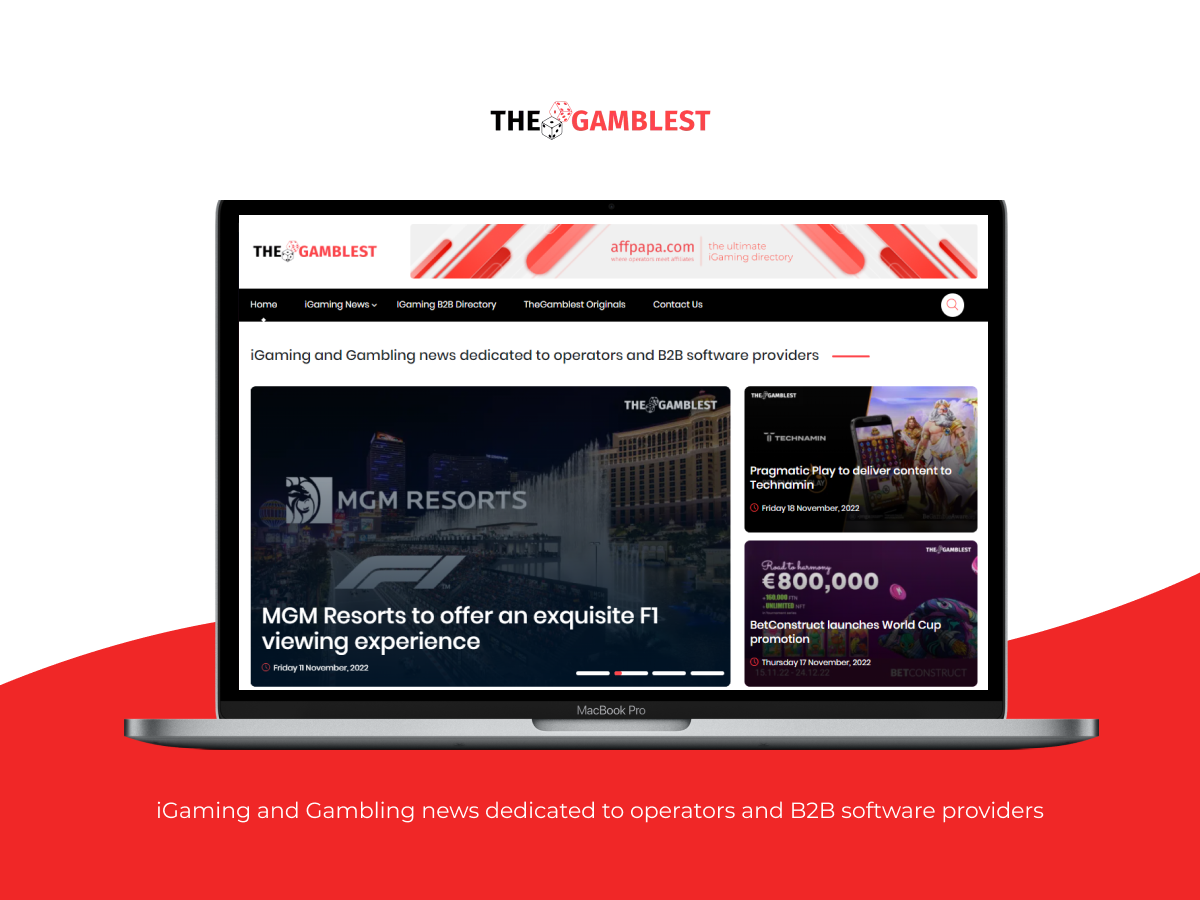 THE GAMBLEST
THE GAMBLEST
affpapa.com
where operators meet affiliates
the ultimate
iGaming directory
Home
iGaming News
iGaming B2B Directory
TheGamblest Originals
Contact Us
iGaming and Gambling news dedicated to operators and B2B software providers
THE GAMBLEST
MGM RESORTS
F1
TM
MGM Resorts to offer an exquisite F1
viewing experience
Friday 11 November, 2022
THE GAMBLEST
TECHNAMIN
Pragmatic Play to deliver content to
Technamin
Friday 18 November, 2022
THE GAMBLEST
Road to harmony
€800,000
+160,000 FTN
+UNLIMITED NFT
BetConstruct launches World Cup
promotion
Thursday 17 November, 2022
15.11.22 - 24.12.22
BETCONSTRUCT
MacBook Pro
iGaming and Gambling news dedicated to operators and B2B software providers